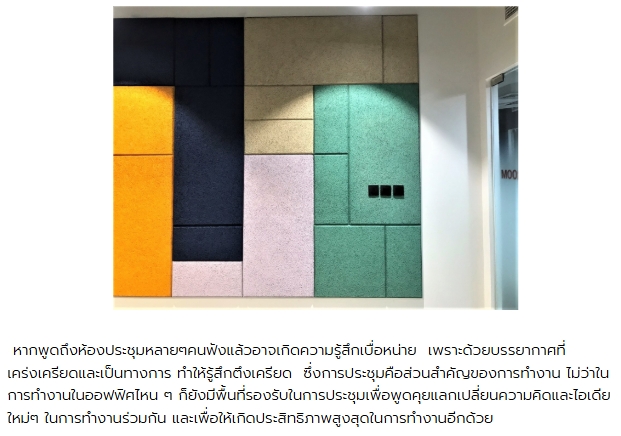 MOO
หากพูดถึงห้องประชุมหลายๆคนฟังแล้วอาจเกิดความรู้สึกเบื่อหน่าย เพราะด้วยบรรยากาศที่
เคร่งเครียดและเป็นทางการ ทำให้รู้สึกตึงเครียด ซึ่งการประชุมคือส่วนสำคัญของการทำงาน ไม่ว่าใน
การทำงานในออฟฟิศไหน ๆ ก็ยังมีพื้นที่รองรับในการประชุมเพื่อพูดคุยแลกเปลี่ยนความคิดและไอเดีย
ใหม่ๆ ในการทำงานร่วมกัน และเพื่อให้เกิดประสิทธิภาพสูงสุดในการทำงานอีกด้วย